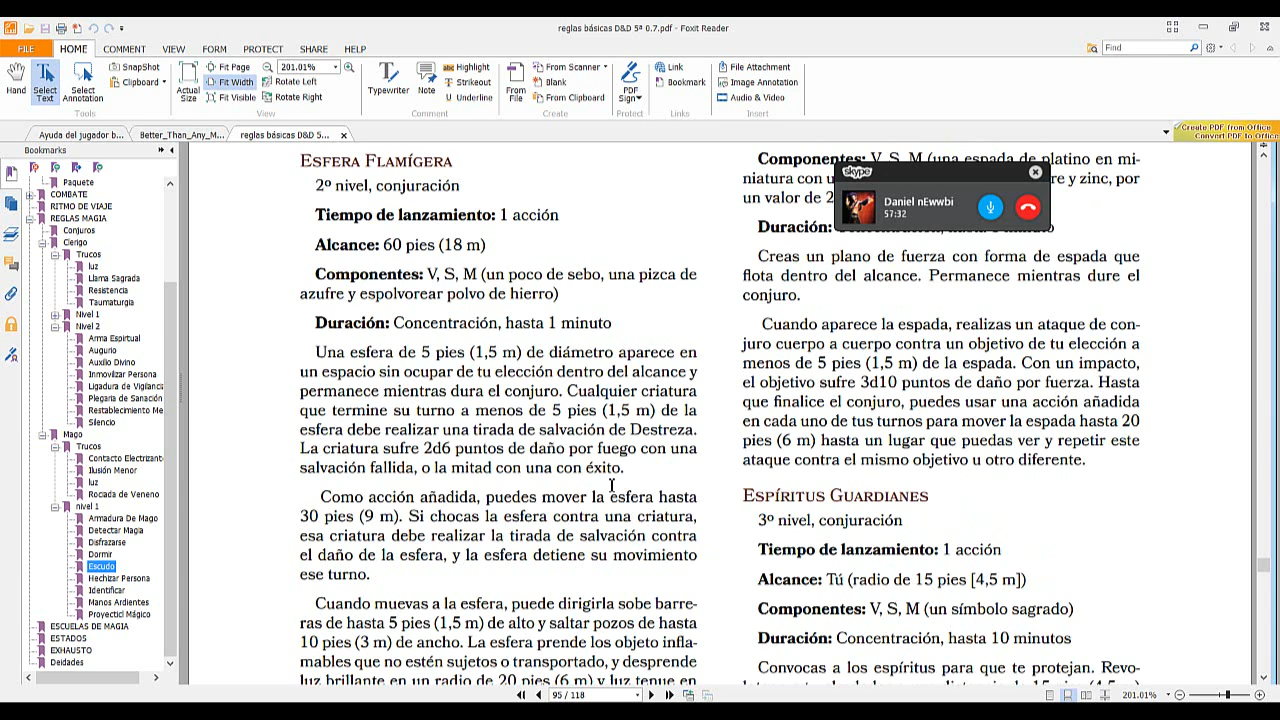 reglas básicas D&D 5ª 0.7.pdf - Foxit Reader
FILE HOME COMMENT VIEW FORM PROTECT SHARE HELP
Find
Hand
Select Text
Select Annotation
SnapShot
Clipboard
Tools
Actual Size
Fit Page
Fit Width
Fit Visible
201.01%
Rotate Left
Rotate Right
View
Typewriter
Note
Highlight
Strikeout
Underline
Comment
From File
From Scanner
Blank
From Clipboard
Create
PDF Sign
Protect
Link
Bookmark
Links
File Attachment
Image Annotation
Audio & Video
Insert
Ayuda del jugador b...
Better_Than_Any_M...
reglas básicas D&D 5...
Create PDF from Office
Convert PDF to Office
Bookmarks
Paquete
COMBATE
RITMO DE VIAJE
REGLAS MAGIA
Conjuros
Clerigo
Trucos
luz
Llama Sagrada
Resistencia
Taumaturgia
Nivel 1
Nivel 2
Arma Espirtual
Augurio
Auxilio Divino
Inmovilizar Persona
Ligadura de Vigilanci
Plegaria de Sanación
Restablecimiento Me
Silencio
Mago
Trucos
Contacto Electrizant
Ilusión Menor
luz
Rocada de Veneno
nivel 1
Armadura De Mago
Detectar Magia
Disfrazarse
Dormir
Escudo
Hechizar Persona
Identificar
Manos Ardientes
Proyecticl Mágico
ESCUELAS DE MAGIA
ESTADOS
EXHAUSTO
Deidades
ESFERA FLAMÍGERA
2º nivel, conjuración
Tiempo de lanzamiento: 1 acción
Alcance: 60 pies (18 m)
Componentes: V, S, M (un poco de sebo, una pizca de
azufre y espolvorear polvo de hierro)
Duración: Concentración, hasta 1 minuto
Una esfera de 5 pies (1,5 m) de diámetro aparece en
un espacio sin ocupar de tu elección dentro del alcance y
permanece mientras dura el conjuro. Cualquier criatura
que termine su turno a menos de 5 pies (1,5 m) de la
esfera debe realizar una tirada de salvación de Destreza.
La criatura sufre 2d6 puntos de daño por fuego con una
salvación fallida, o la mitad con una con éxito.
Como acción añadida, puedes mover la esfera hasta
30 pies (9 m). Si chocas la esfera contra una criatura,
esa criatura debe realizar la tirada de salvación contra
el daño de la esfera, y la esfera detiene su movimiento
ese turno.
Cuando muevas a la esfera, puede dirigirla sobe barre-
ras de hasta 5 pies (1,5 m) de alto y saltar pozos de hasta
10 pies (3 m) de ancho. La esfera prende los objeto infla-
mables que no estén sujetos o transportado, y desprende
luz brillante en un radio de 20 pies (6 m) y luz tenue en
Componentes: V, S, M (una espada de platino en mi-
niatura con re y zinc, por
un valor de 2
Duración:
skype
Daniel nEwwbi
57:32
Creas un plano de fuerza con forma de espada que
flota dentro del alcance. Permanece mientras dure el
conjuro.
Cuando aparece la espada, realizas un ataque de con-
juro cuerpo a cuerpo contra un objetivo de tu elección a
menos de 5 pies (1,5 m) de la espada. Con un impacto,
el objetivo sufre 3d10 puntos de daño por fuerza. Hasta
que finalice el conjuro, puedes usar una acción añadida
en cada uno de tus turnos para mover la espada hasta 20
pies (6 m) hasta un lugar que puedas ver y repetir este
ataque contra el mismo objetivo u otro diferente.
ESPÍRITUS GUARDIANES
3º nivel, conjuración
Tiempo de lanzamiento: 1 acción
Alcance: Tú (radio de 15 pies [4,5 m])
Componentes: V, S, M (un símbolo sagrado)
Duración: Concentración, hasta 10 minutos
Convocas a los espíritus para que te protejan. Revo-
95 / 118
201.01%